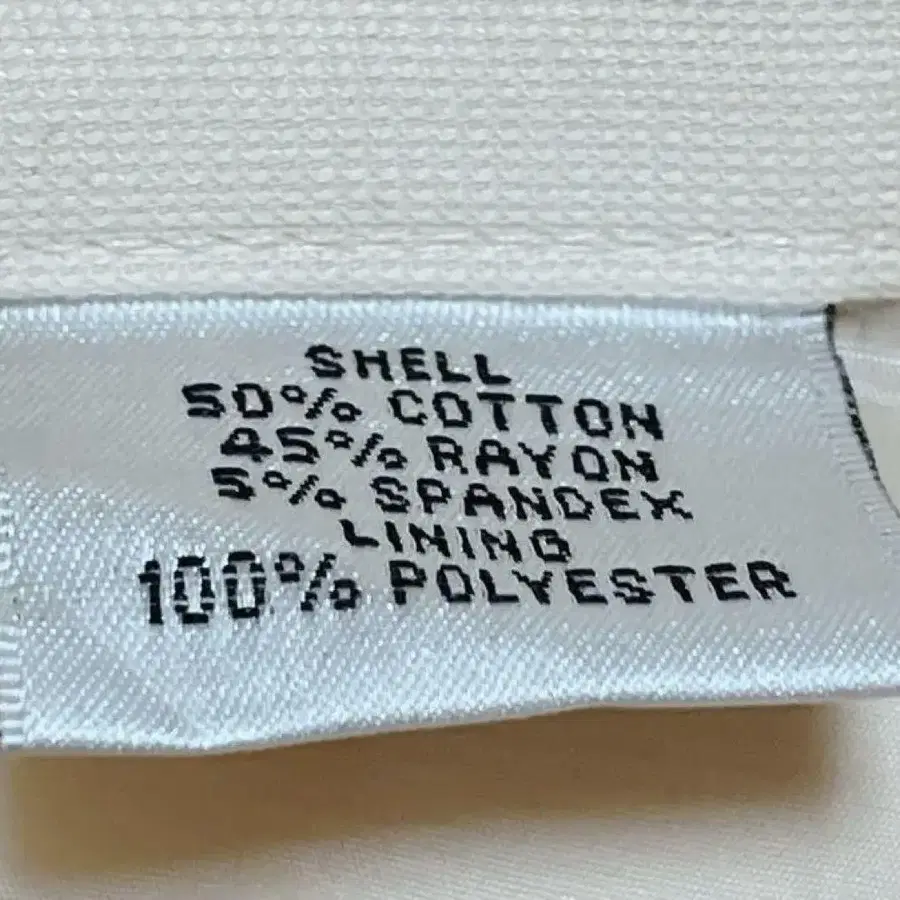 SHELL
50% COTTON
45% RAYON
5% SPANDEX
LINING
100% POLYESTER